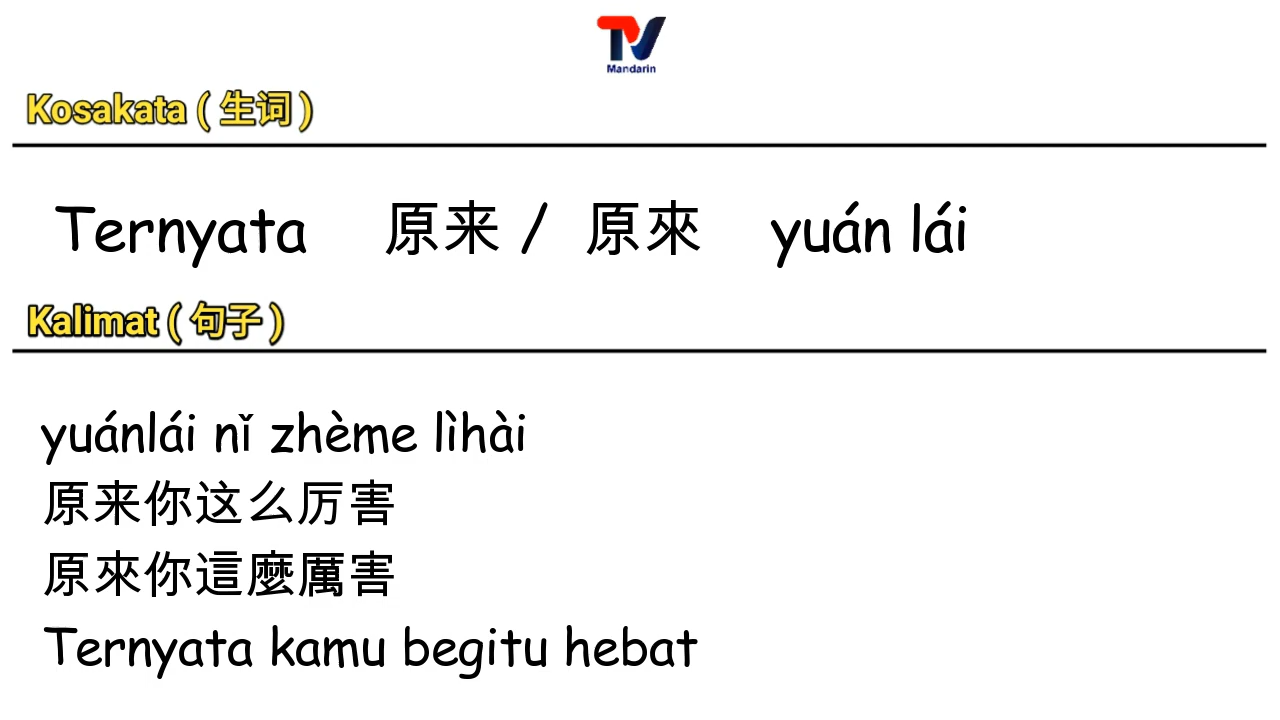 TV
Mandarin
Kosakata ( 生词 )
Ternyata 原来 / 原來 yuán lái
Kalimat ( 句子 )
yuánlái nǐ zhème lìhài
原来你这么厉害
原來你這麼厲害
Ternyata kamu begitu hebat